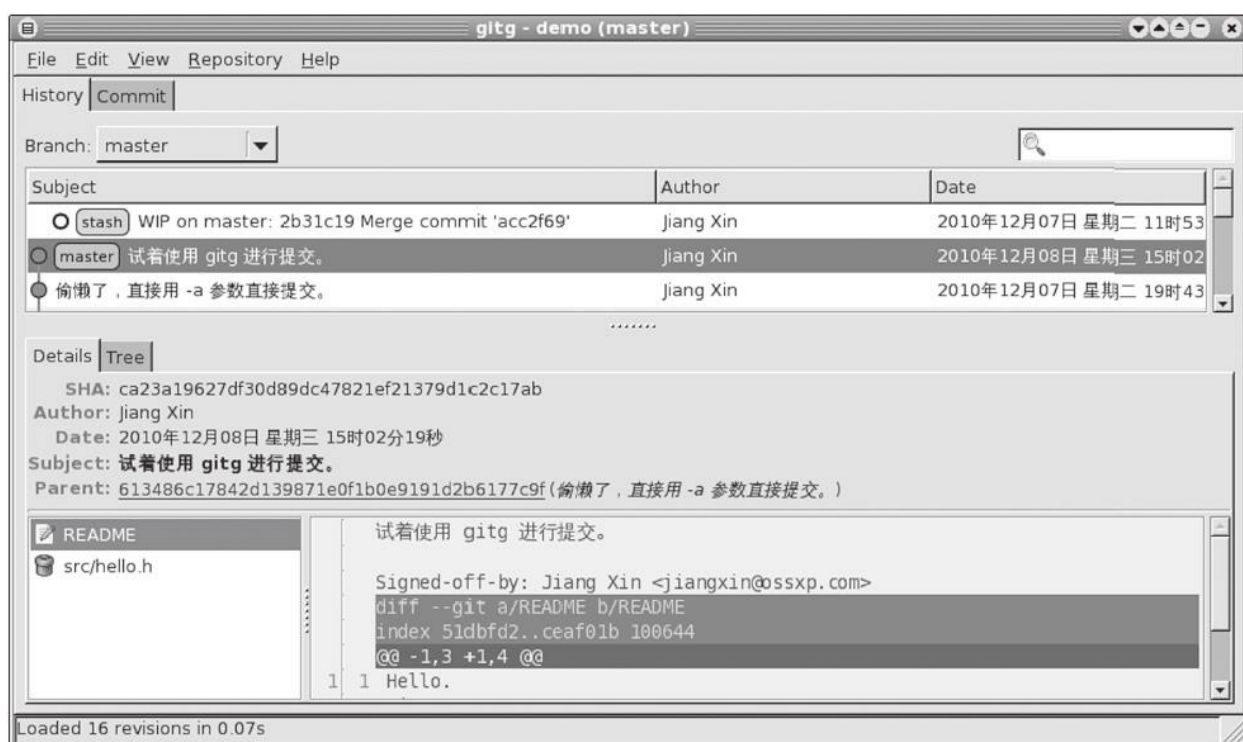 gitg - demo (master)
File Edit View Repository Help
History Commit
Branch: master
Subject Author Date
stash WIP on master: 2b31c19 Merge commit 'acc2f69' Jiang Xin 2010年12月07日 星期二 11时53
master 试着使用 gitg 进行提交。 Jiang Xin 2010年12月08日 星期三 15时02
偷懒了，直接用 -a 参数直接提交。 Jiang Xin 2010年12月07日 星期二 19时43
Details Tree
SHA: ca23a19627df30d89dc47821ef21379d1c2c17ab
Author: Jiang Xin
Date: 2010年12月08日 星期三 15时02分19秒
Subject: 试着使用 gitg 进行提交。
Parent: 613486c17842d139871e0f1b0e9191d2b6177c9f (偷懒了，直接用 -a 参数直接提交。)
README
src/hello.h
试着使用 gitg 进行提交。
Signed-off-by: Jiang Xin <jiangxin@ossxp.com>
diff --git a/README b/README
index 51dbfd2..ceaf01b 100644
@@ -1,3 +1,4 @@
1 1 Hello.
Loaded 16 revisions in 0.07s